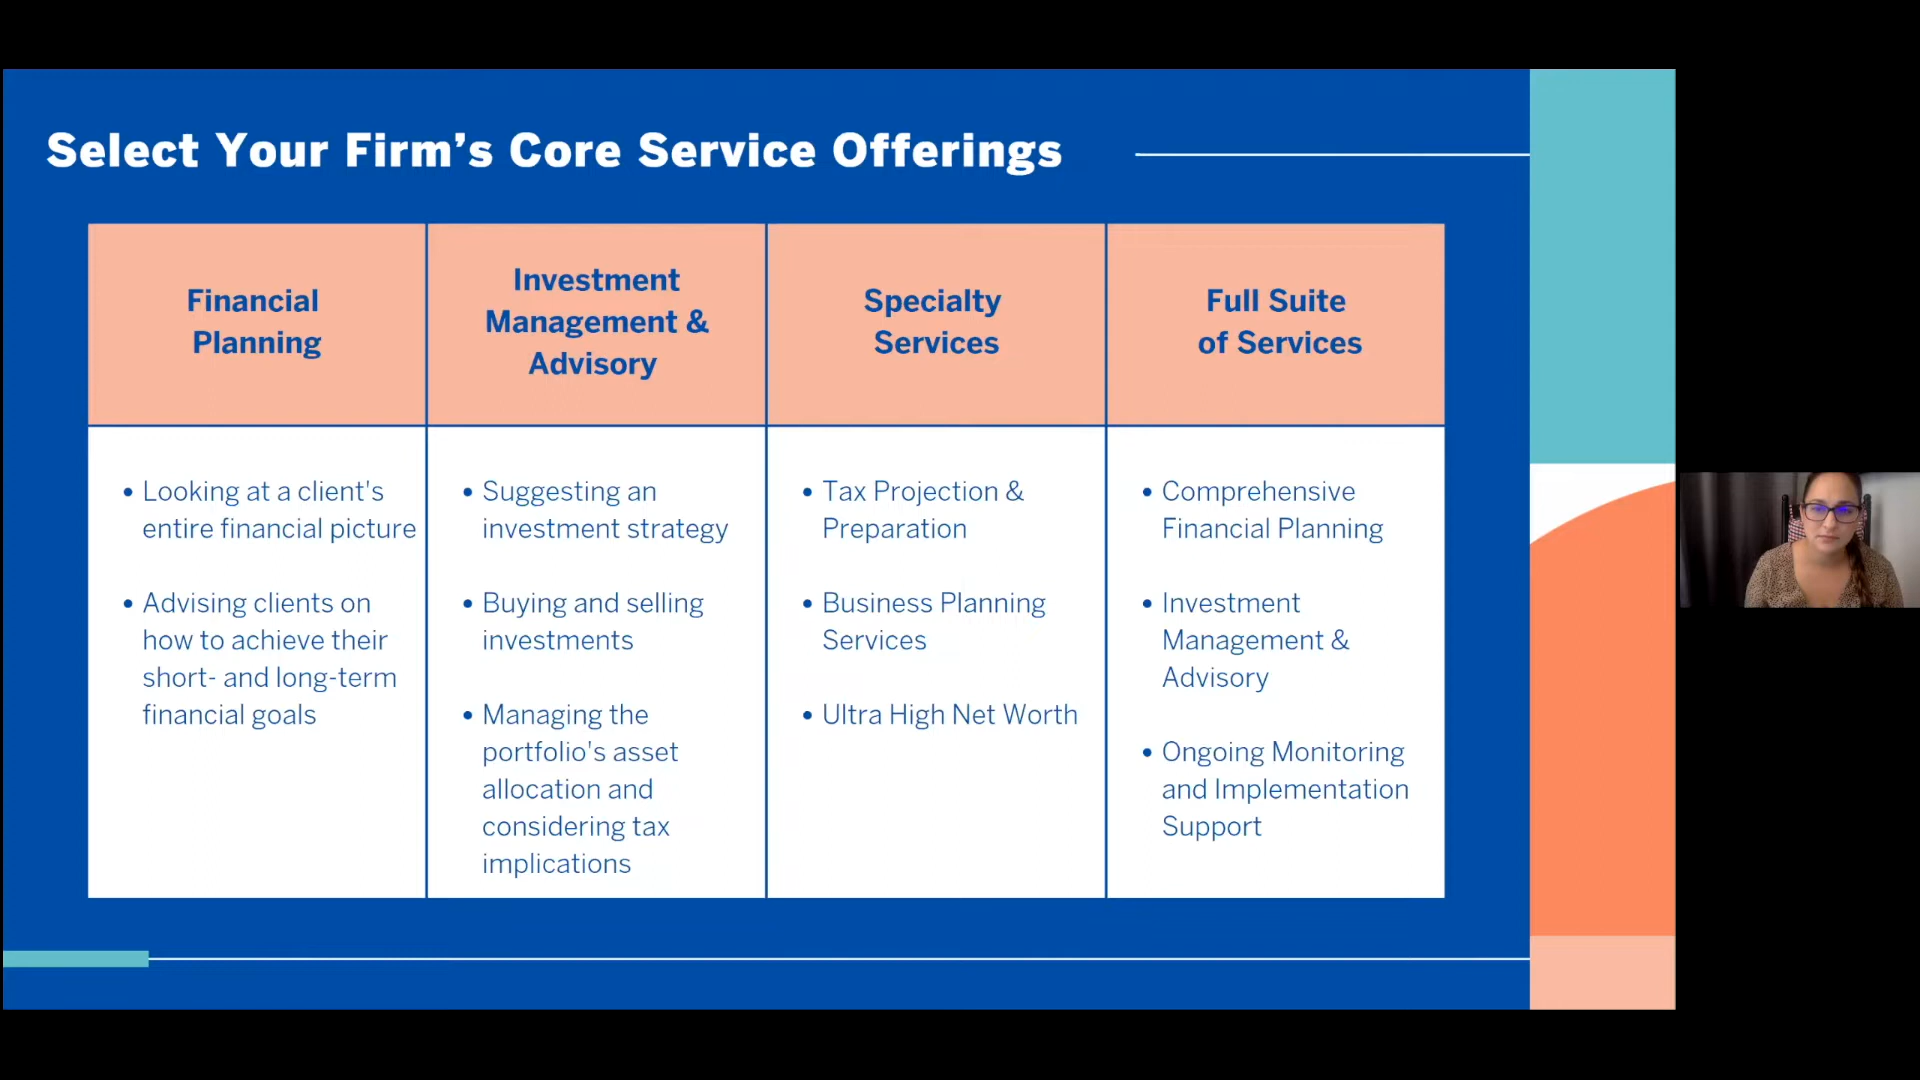 Select Your Firm’s Core Service Offerings
Financial
Planning
Investment
Management &
Advisory
Specialty
Services
Full Suite
of Services
• Looking at a client's
entire financial picture
• Advising clients on
how to achieve their
short- and long-term
financial goals
• Suggesting an
investment strategy
• Buying and selling
investments
• Managing the
portfolio's asset
allocation and
considering tax
implications
• Tax Projection &
Preparation
• Business Planning
Services
• Ultra High Net Worth
• Comprehensive
Financial Planning
• Investment
Management &
Advisory
• Ongoing Monitoring
and Implementation
Support